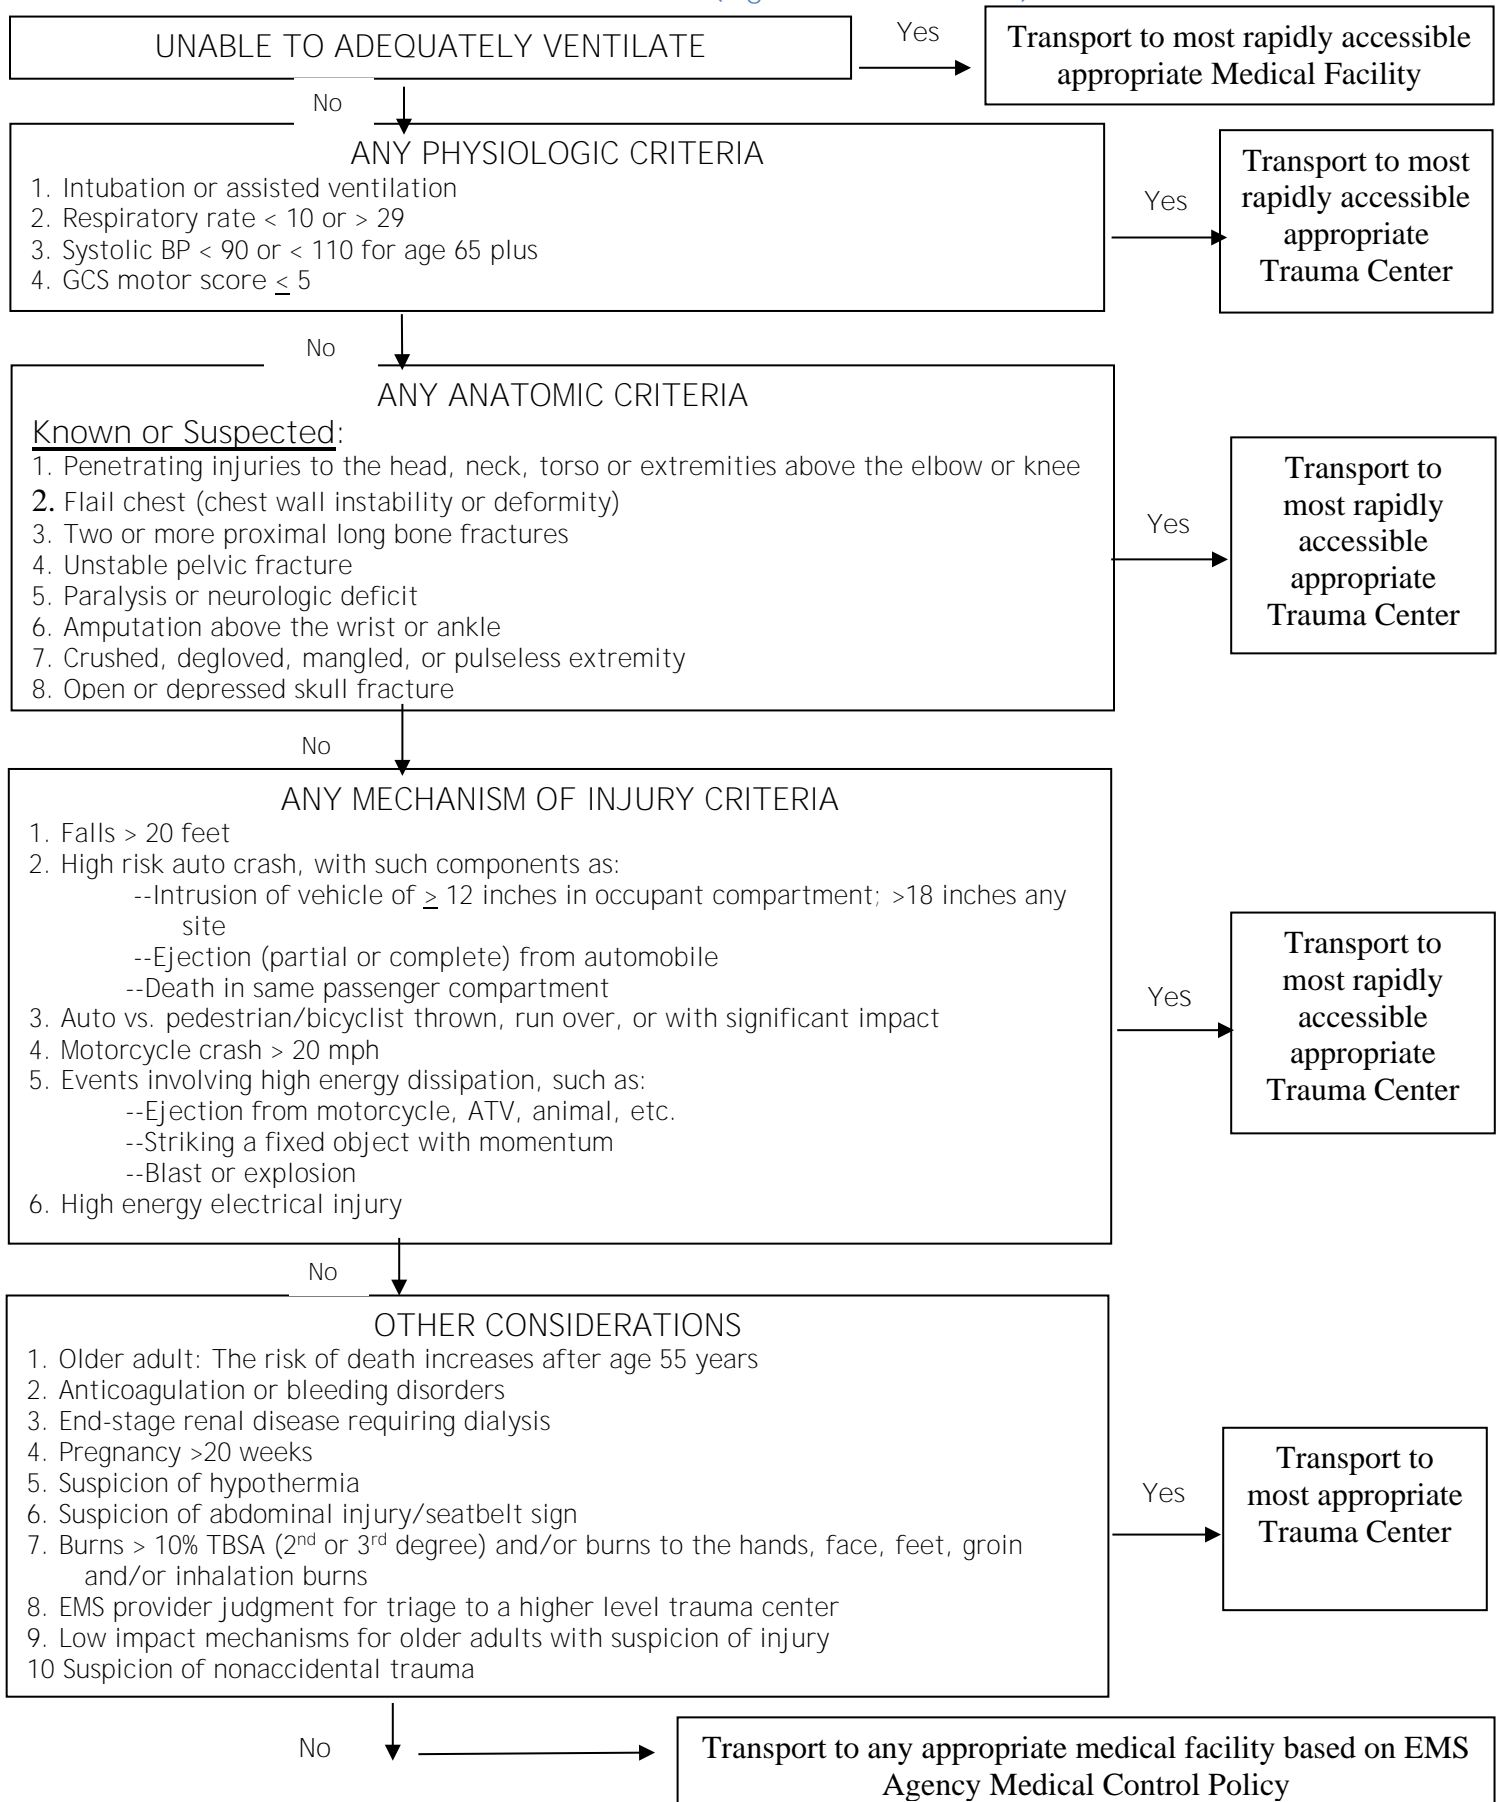 UNABLE TO ADEQUATELY VENTILATE
Yes
Transport to most rapidly accessible
appropriate Medical Facility
No
ANY PHYSIOLOGIC CRITERIA
1. Intubation or assisted ventilation
2. Respiratory rate < 10 or > 29
3. Systolic BP < 90 or < 110 for age 65 plus
4. GCS motor score ≤ 5
Yes
Transport to most
rapidly accessible
appropriate
Trauma Center
No
ANY ANATOMIC CRITERIA
Known or Suspected:
1. Penetrating injuries to the head, neck, torso or extremities above the elbow or knee
2. Flail chest (chest wall instability or deformity)
3. Two or more proximal long bone fractures
4. Unstable pelvic fracture
5. Paralysis or neurologic deficit
6. Amputation above the wrist or ankle
7. Crushed, degloved, mangled, or pulseless extremity
8. Open or depressed skull fracture
Yes
Transport to
most rapidly
accessible
appropriate
Trauma Center
No
ANY MECHANISM OF INJURY CRITERIA
1. Falls > 20 feet
2. High risk auto crash, with such components as:
--Intrusion of vehicle of ≥ 12 inches in occupant compartment; >18 inches any
site
--Ejection (partial or complete) from automobile
--Death in same passenger compartment
3. Auto vs. pedestrian/bicyclist thrown, run over, or with significant impact
4. Motorcycle crash > 20 mph
5. Events involving high energy dissipation, such as:
--Ejection from motorcycle, ATV, animal, etc.
--Striking a fixed object with momentum
--Blast or explosion
6. High energy electrical injury
Yes
Transport to
most rapidly
accessible
appropriate
Trauma Center
No
OTHER CONSIDERATIONS
1. Older adult: The risk of death increases after age 55 years
2. Anticoagulation or bleeding disorders
3. End-stage renal disease requiring dialysis
4. Pregnancy >20 weeks
5. Suspicion of hypothermia
6. Suspicion of abdominal injury/seatbelt sign
7. Burns > 10% TBSA (2nd or 3rd degree) and/or burns to the hands, face, feet, groin
and/or inhalation burns
8. EMS provider judgment for triage to a higher level trauma center
9. Low impact mechanisms for older adults with suspicion of injury
10 Suspicion of nonaccidental trauma
Yes
Transport to
most appropriate
Trauma Center
No
Transport to any appropriate medical facility based on EMS
Agency Medical Control Policy